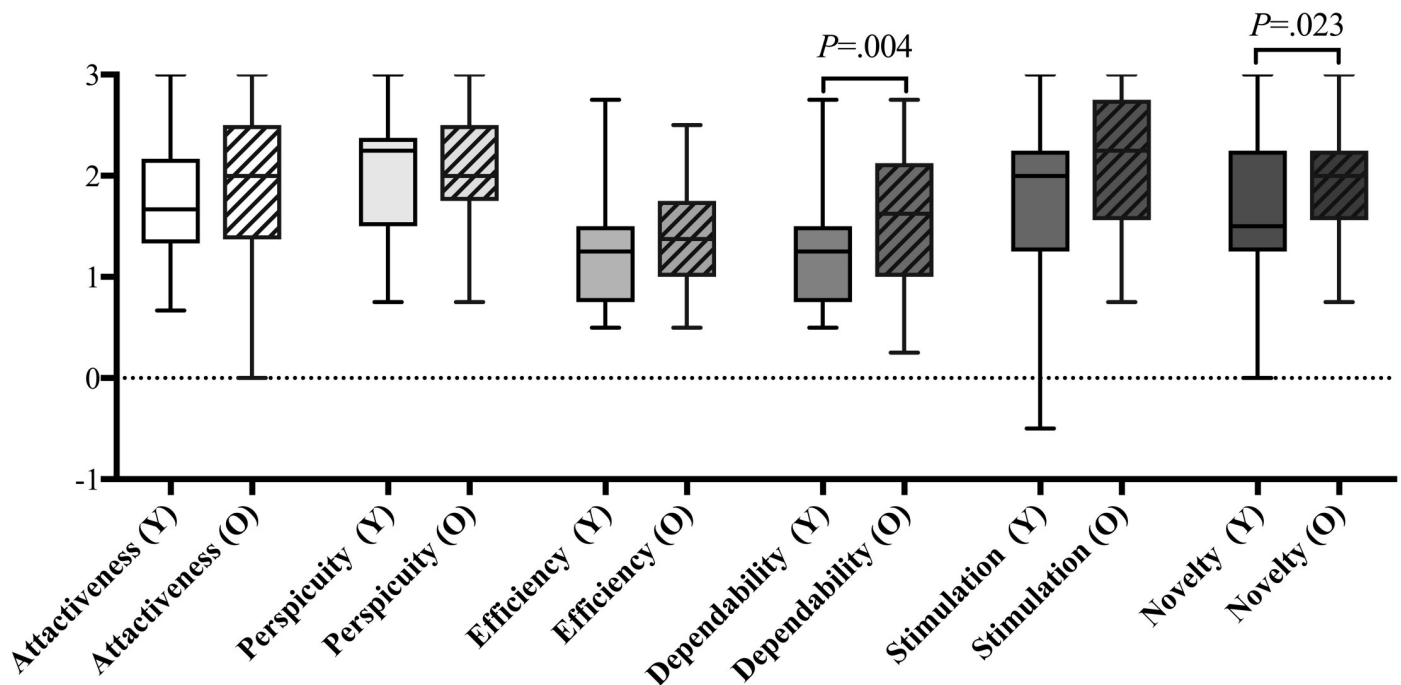 P=.004
P=.023
3
2
1
0
-1
Attactiveness (Y)
Attactiveness (O)
Perspicuity (Y)
Perspicuity (O)
Efficiency (Y)
Efficiency (O)
Dependability (Y)
Dependability (O)
Stimulation (Y)
Stimulation (O)
Novelty (Y)
Novelty (O)